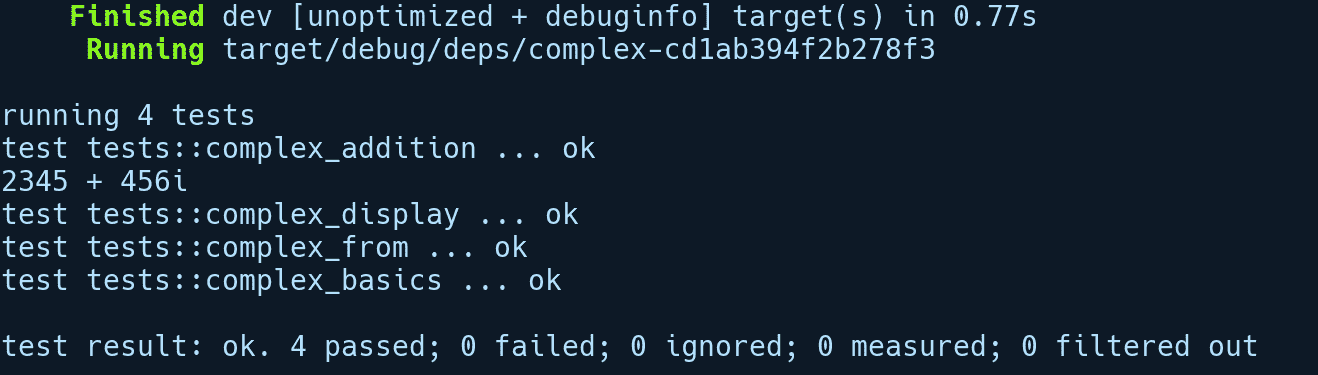 Finished dev [unoptimized + debuginfo] target(s) in 0.77s
Running target/debug/deps/complex-cd1ab394f2b278f3
running 4 tests
test tests::complex_addition ... ok
2345 + 456i
test tests::complex_display ... ok
test tests::complex_from ... ok
test tests::complex_basics ... ok
test result: ok. 4 passed; 0 failed; 0 ignored; 0 measured; 0 filtered out